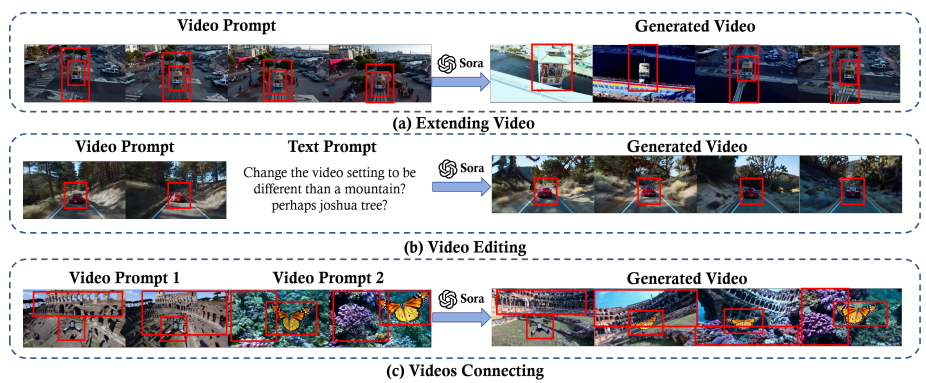 Video Prompt
Generated Video
Sora
(a) Extending Video
Video Prompt
Text Prompt
Generated Video
Change the video setting to be
different than a mountain?
perhaps joshua tree?
Sora
(b) Video Editing
Video Prompt 1
Video Prompt 2
Generated Video
Sora
(c) Videos Connecting